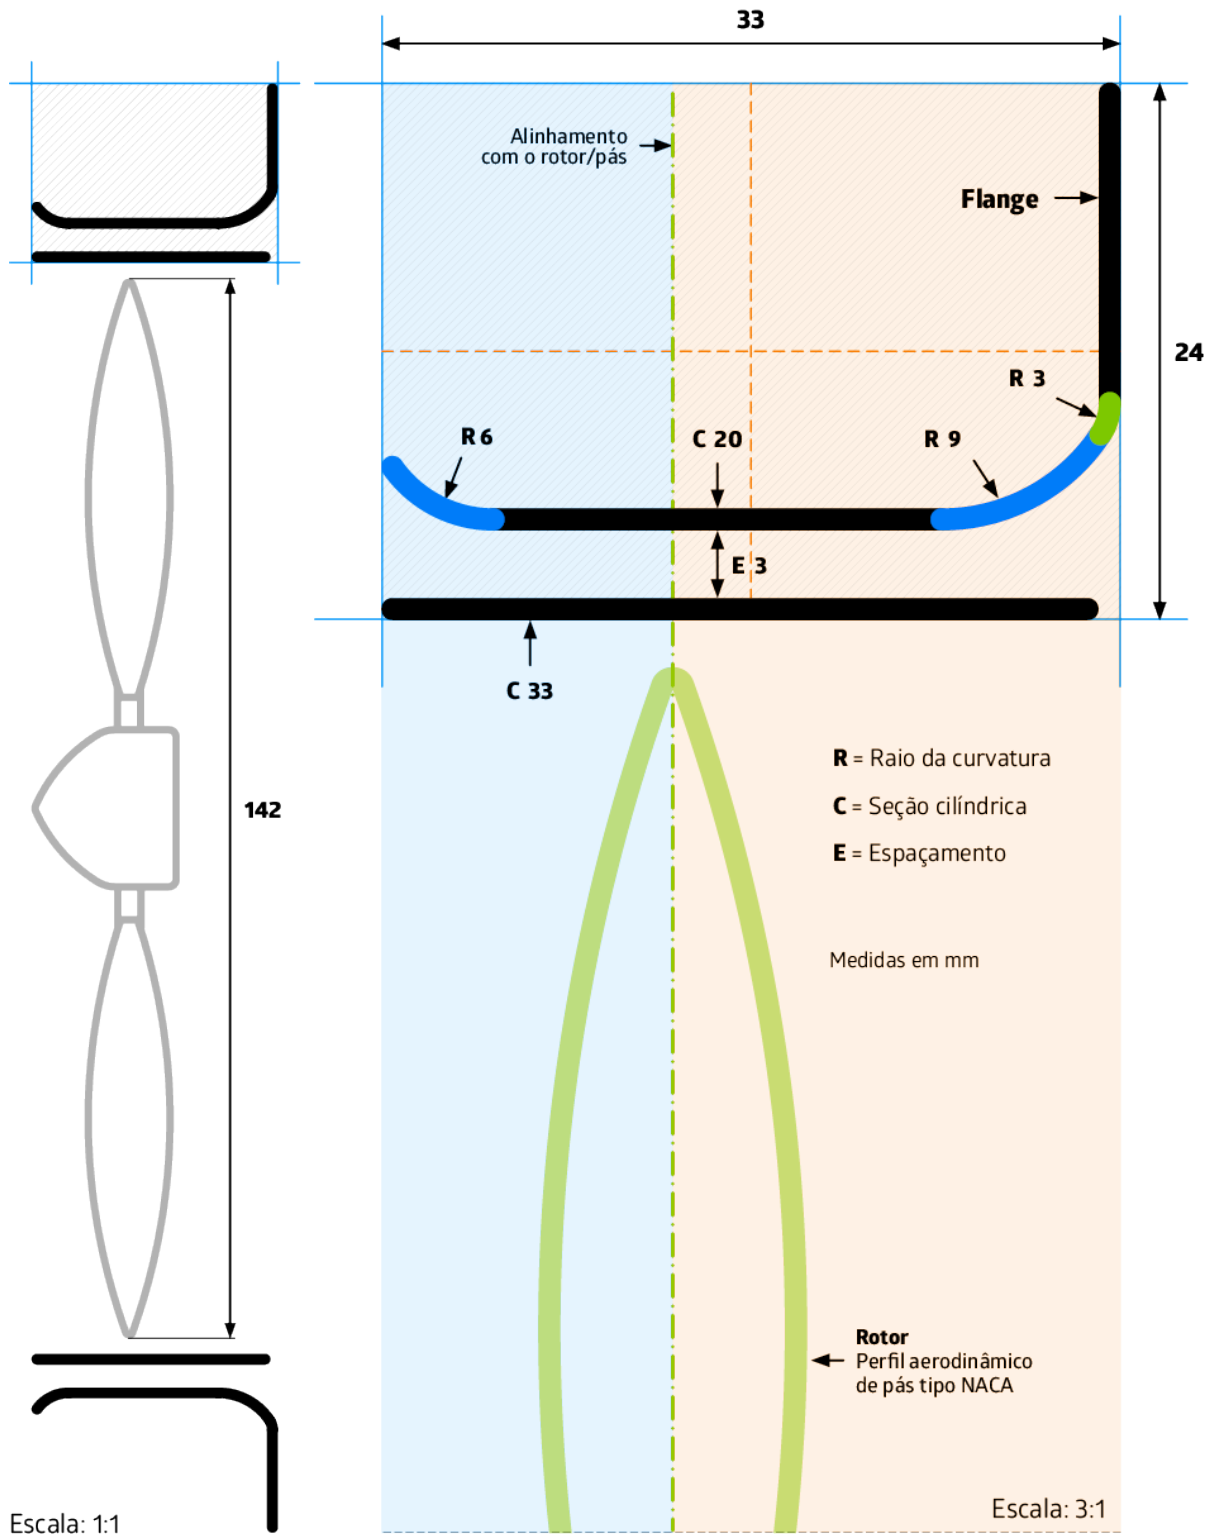 33
Alinhamento
com o rotor/pás
Flange
24
R 3
R 6
C 20
R 9
E 3
C 33
R = Raio da curvatura
C = Seção cilíndrica
E = Espaçamento
142
Medidas em mm
Rotor
Perfil aerodinâmico
de pás tipo NACA
Escala: 3:1
Escala: 1:1